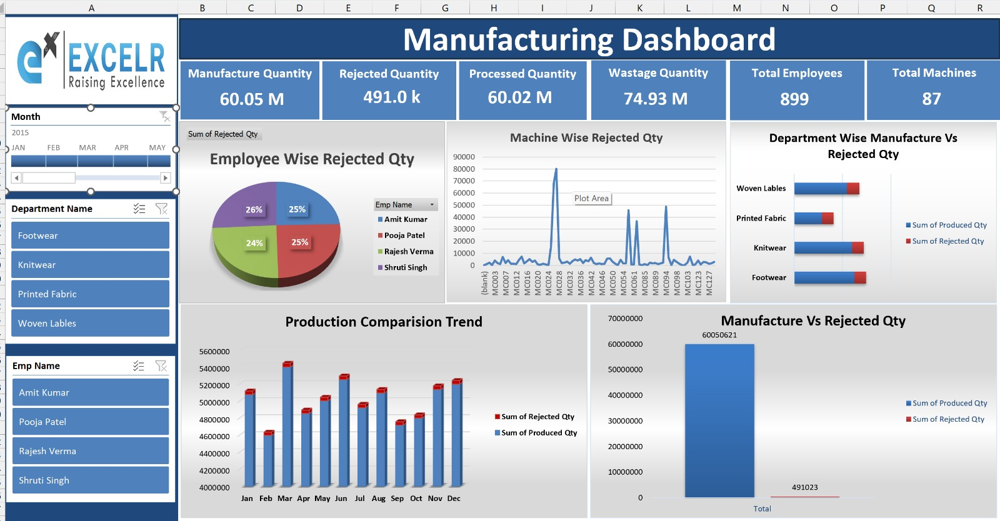 A B C D E F G H I J K L M N O P Q R
EXCELR
Raising Excellence
Manufacturing Dashboard
Manufacture Quantity
60.05 M
Rejected Quantity
491.0 k
Processed Quantity
60.02 M
Wastage Quantity
74.93 M
Total Employees
899
Total Machines
87
Month
2015
JAN FEB MAR APR MAY
Department Name
Footwear
Knitwear
Printed Fabric
Woven Lables
Emp Name
Amit Kumar
Pooja Patel
Rajesh Verma
Shruti Singh
Sum of Rejected Qty
Employee Wise Rejected Qty
26%
25%
24%
25%
Emp Name
Amit Kumar
Pooja Patel
Rajesh Verma
Shruti Singh
Machine Wise Rejected Qty
90000
80000
70000
60000
50000
40000
30000
20000
10000
0
Plot Area
(blank)
MC003
MC007
MC012
MC016
MC020
MC024
MC028
MC032
MC036
MC042
MC046
MC050
MC054
MC061
MC085
MC089
MC094
MC098
MC103
MC123
MC127
Department Wise Manufacture Vs
Rejected Qty
Woven Lables
Printed Fabric
Knitwear
Footwear
Sum of Produced Qty
Sum of Rejected Qty
Production Comparision Trend
5600000
5400000
5200000
5000000
4800000
4600000
4400000
4200000
4000000
Jan Feb Mar Apr May Jun Jul Aug Sep Oct Nov Dec
Sum of Rejected Qty
Sum of Produced Qty
Manufacture Vs Rejected Qty
70000000
60000000
50000000
40000000
30000000
20000000
10000000
0
60050621
491023
Total
Sum of Produced Qty
Sum of Rejected Qty